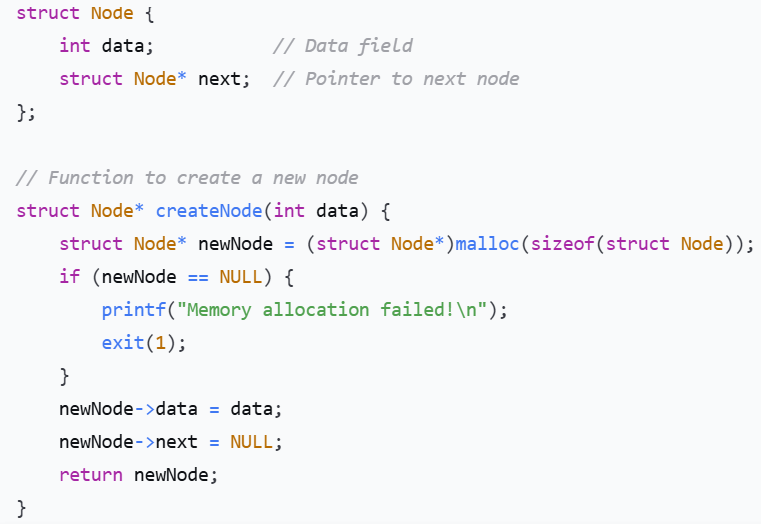 struct Node {
    int data;           // Data field
    struct Node* next;  // Pointer to next node
};

// Function to create a new node
struct Node* createNode(int data) {
    struct Node* newNode = (struct Node*)malloc(sizeof(struct Node));
    if (newNode == NULL) {
        printf("Memory allocation failed!\n");
        exit(1);
    }
    newNode->data = data;
    newNode->next = NULL;
    return newNode;
}